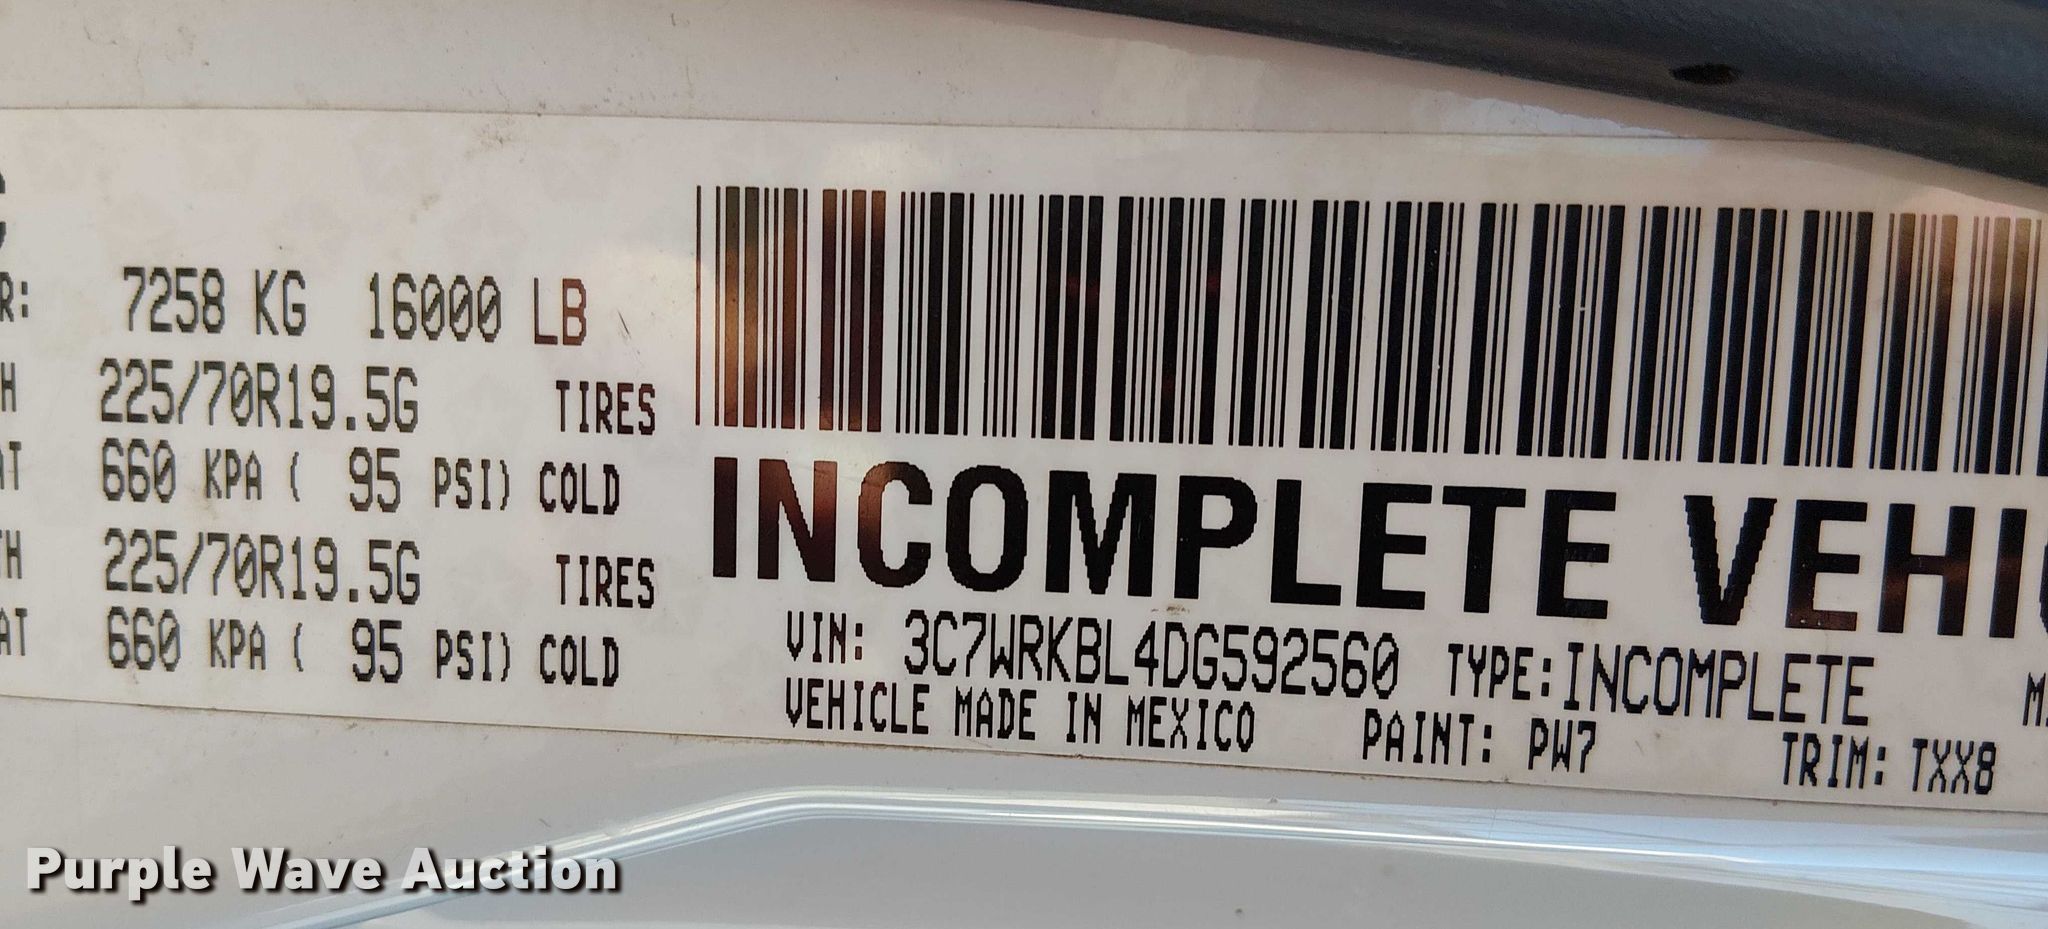 R: 7258 KG 16000 LB
225/70R19.5G TIRES
660 KPA ( 95 PSI) COLD
225/70R19.5G TIRES
660 KPA ( 95 PSI) COLD
INCOMPLETE VEHI
VIN: 3C7WRKBL4DG592560 TYPE:INCOMPLETE
VEHICLE MADE IN MEXICO PAINT: PW7 TRIM: TXX8
Purple Wave Auction